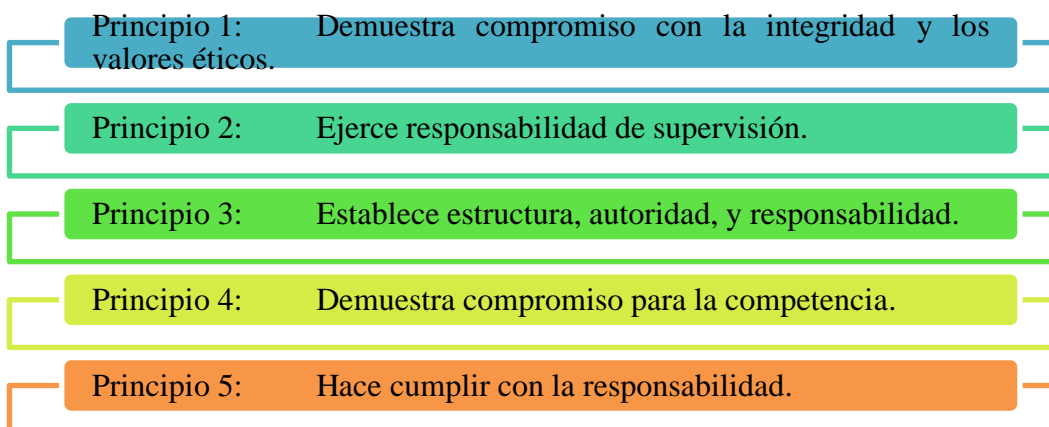 Principio 1: Demuestra compromiso con la integridad y los
valores éticos.
Principio 2: Ejerce responsabilidad de supervisión.
Principio 3: Establece estructura, autoridad, y responsabilidad.
Principio 4: Demuestra compromiso para la competencia.
Principio 5: Hace cumplir con la responsabilidad.